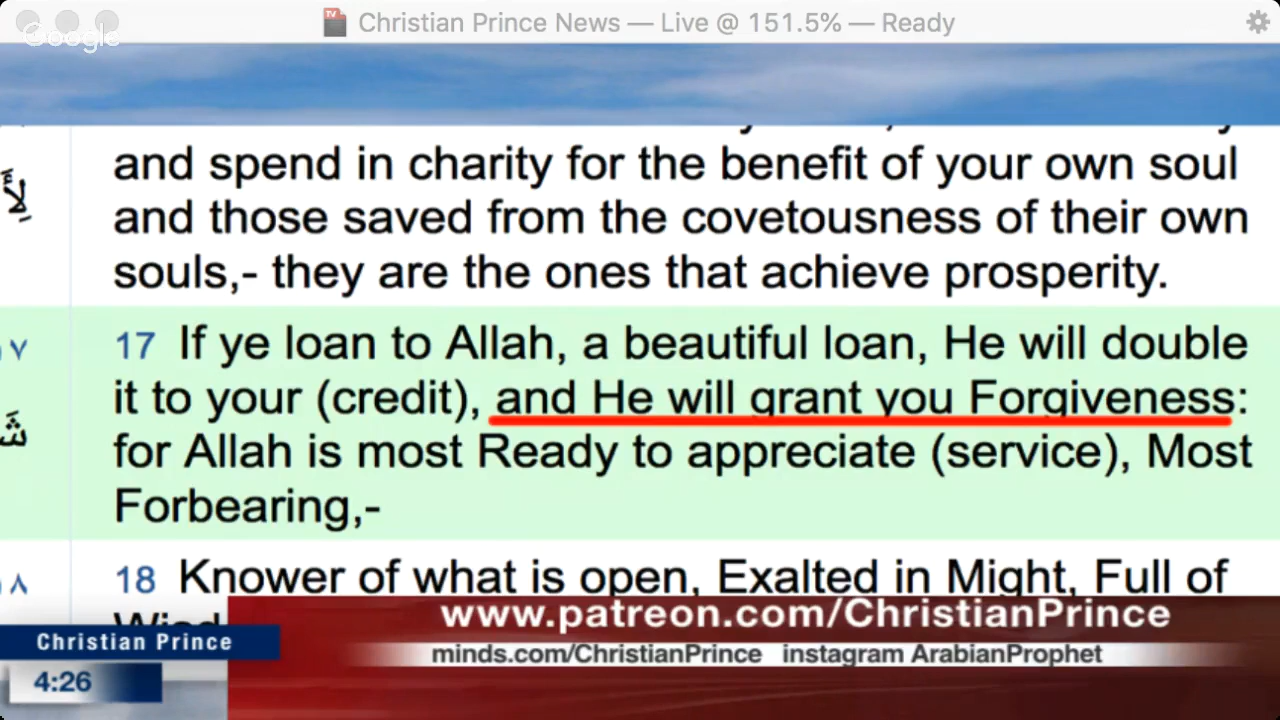 Christian Prince News — Live @ 151.5% — Ready
Google
and spend in charity for the benefit of your own soul
and those saved from the covetousness of their own
souls,- they are the ones that achieve prosperity.
١٧
17 If ye loan to Allah, a beautiful loan, He will double
it to your (credit), and He will grant you Forgiveness:
for Allah is most Ready to appreciate (service), Most
Forbearing,-
18 Knower of what is open, Exalted in Might, Full of
www.patreon.com/ChristianPrince
Christian Prince
minds.com/ChristianPrince instagram ArabianProphet
4:26